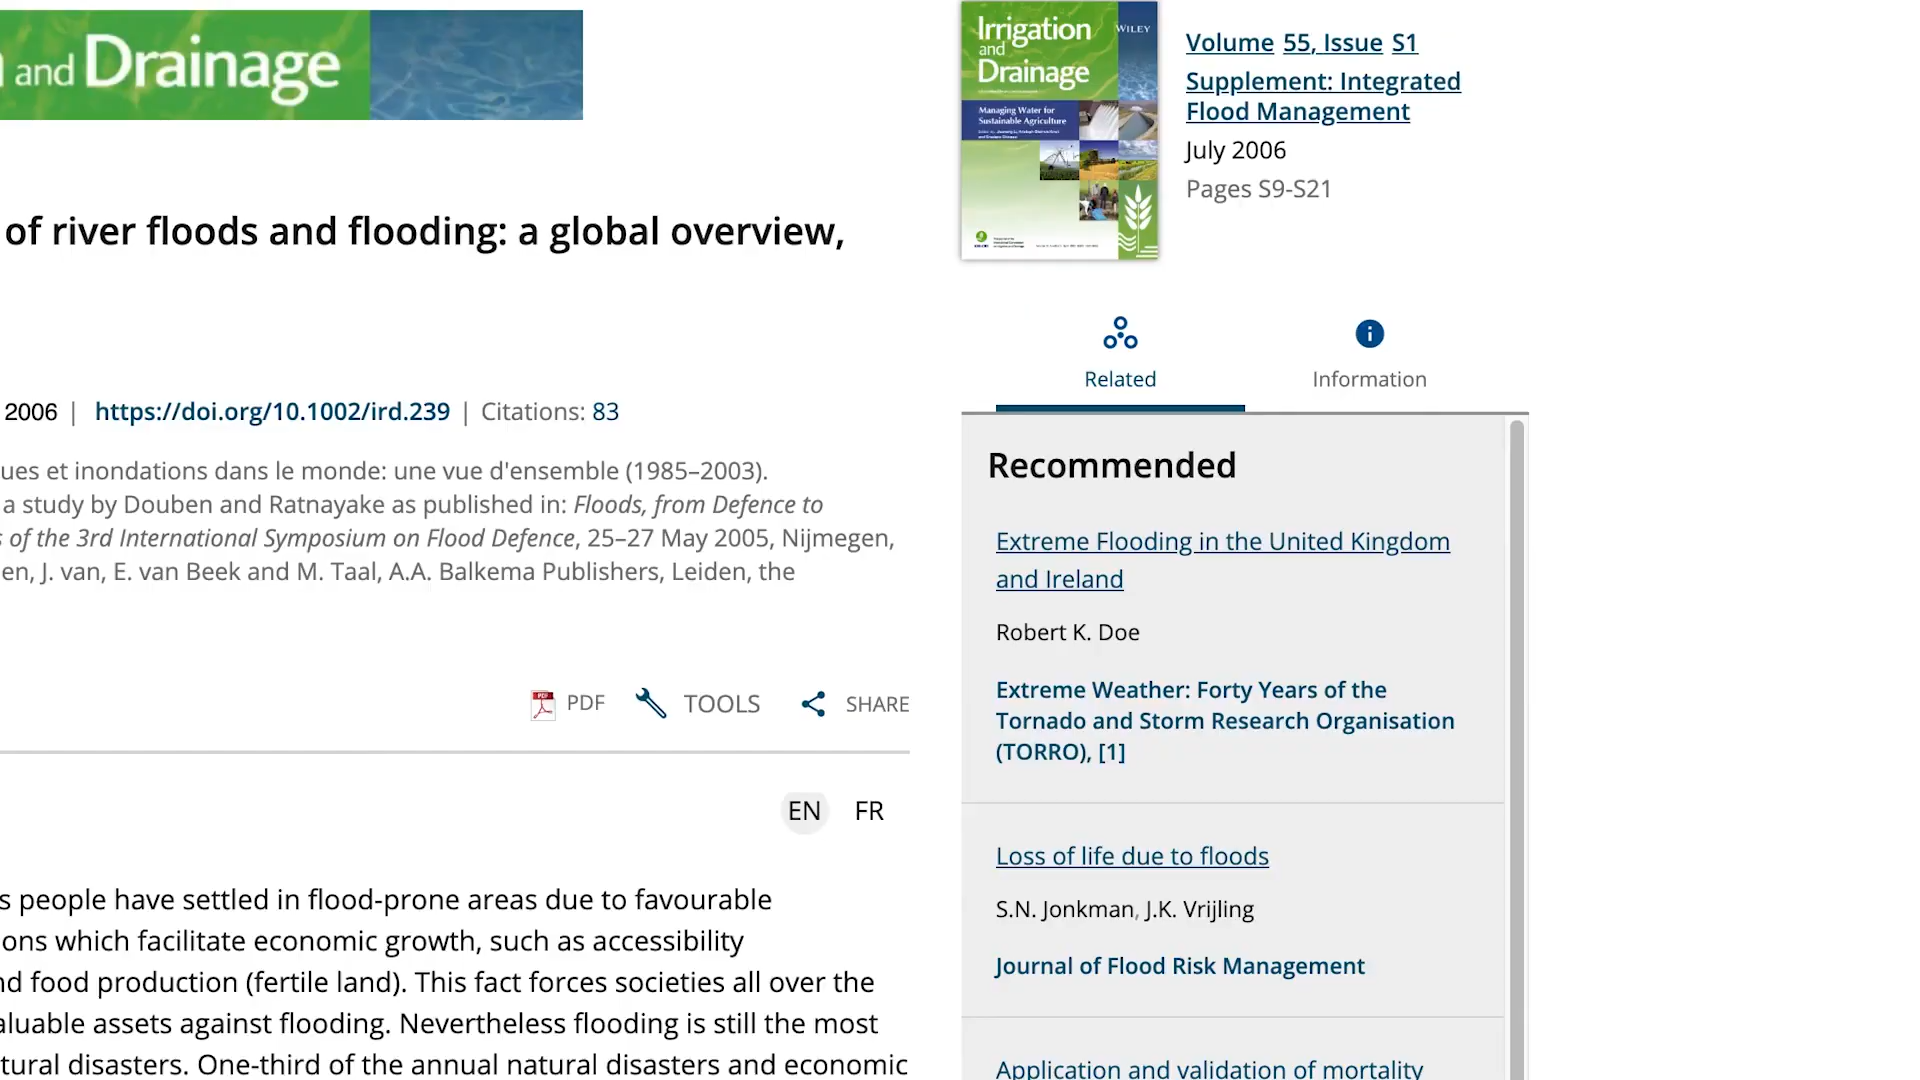 and Drainage
of river floods and flooding: a global overview,
2006 | https://doi.org/10.1002/ird.239 | Citations: 83
ues et inondations dans le monde: une vue d'ensemble (1985–2003).
a study by Douben and Ratnayake as published in: Floods, from Defence to
of the 3rd International Symposium on Flood Defence, 25–27 May 2005, Nijmegen,
en, J. van, E. van Beek and M. Taal, A.A. Balkema Publishers, Leiden, the
PDF TOOLS SHARE
EN FR
s people have settled in flood-prone areas due to favourable
ons which facilitate economic growth, such as accessibility
nd food production (fertile land). This fact forces societies all over the
aluable assets against flooding. Nevertheless flooding is still the most
tural disasters. One-third of the annual natural disasters and economic
Irrigation
and
Drainage
WILEY
Managing Water for
Sustainable Agriculture
Volume 55, Issue S1
Supplement: Integrated
Flood Management
July 2006
Pages S9-S21
Related
Information
Recommended
Extreme Flooding in the United Kingdom
and Ireland
Robert K. Doe
Extreme Weather: Forty Years of the
Tornado and Storm Research Organisation
(TORRO), [1]
Loss of life due to floods
S.N. Jonkman, J.K. Vrijling
Journal of Flood Risk Management
Application and validation of mortality